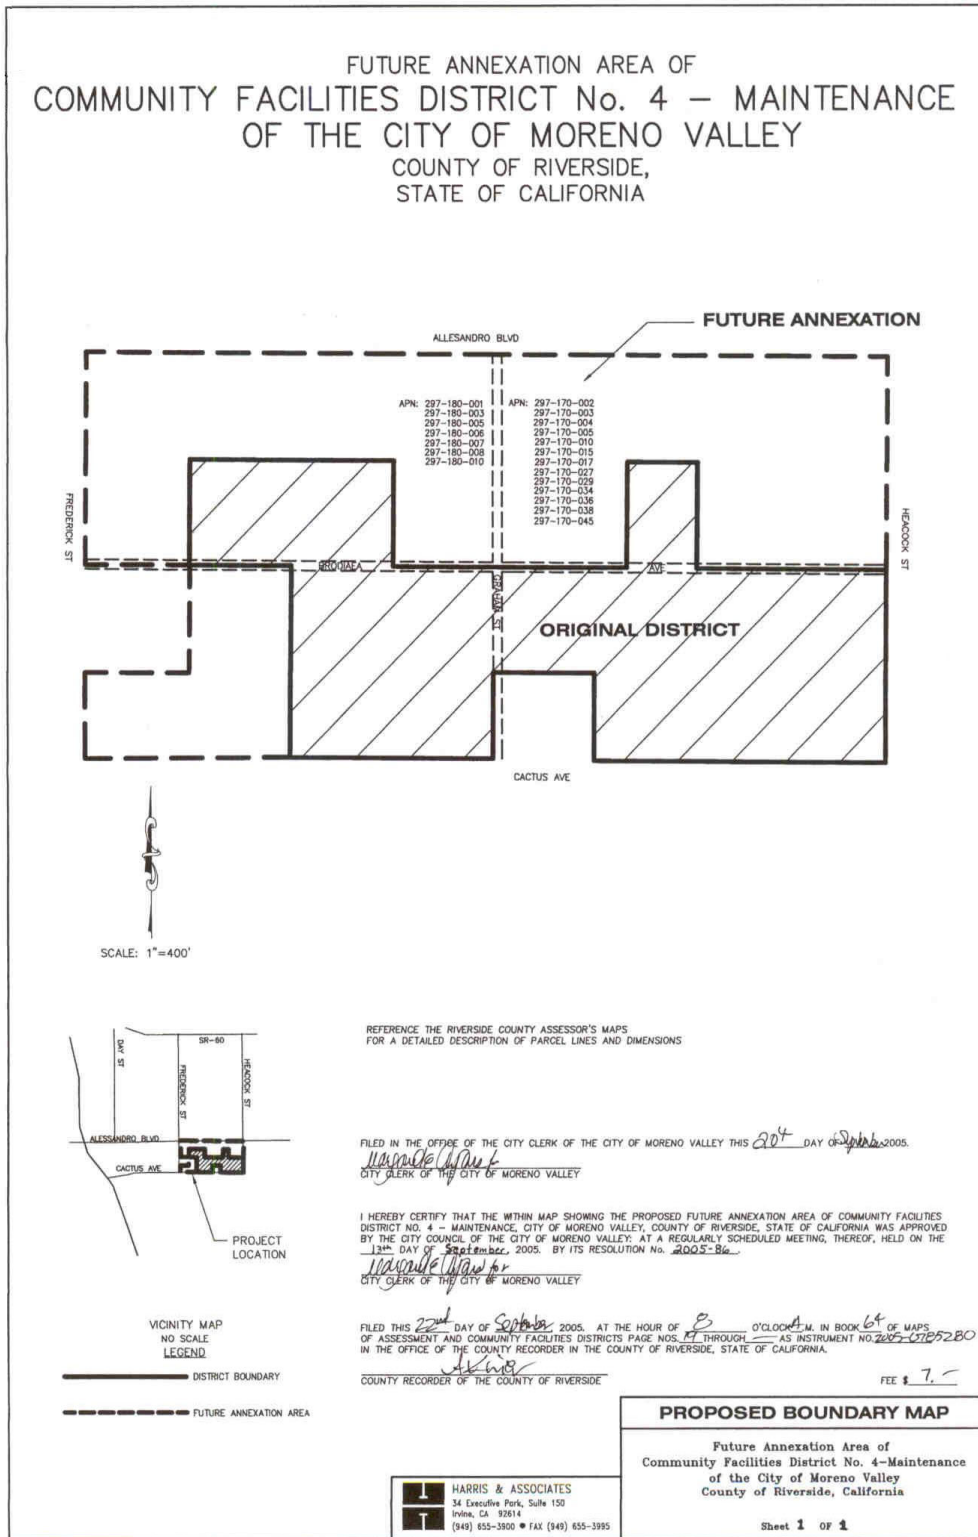 FUTURE ANNEXATION AREA OF
COMMUNITY FACILITIES DISTRICT No. 4 – MAINTENANCE
OF THE CITY OF MORENO VALLEY
COUNTY OF RIVERSIDE,
STATE OF CALIFORNIA
FUTURE ANNEXATION
ALLESANDRO BLVD
APN: 297-180-001
297-180-003
297-180-005
297-180-006
297-180-007
297-180-008
297-180-010
APN: 297-170-002
297-170-003
297-170-004
297-170-005
297-170-010
297-170-015
297-170-017
297-170-027
297-170-029
297-170-034
297-170-036
297-170-038
297-170-045
FREDERICK ST
HEACOCK ST
BRODIAEA
AVE
GRAHAM ST
ORIGINAL DISTRICT
CACTUS AVE
SCALE: 1"=400'
SR-60
DAY ST
FREDERICK ST
HEACOCK ST
ALESSANDRO BLVD
CACTUS AVE
PROJECT
LOCATION
VICINITY MAP
NO SCALE
LEGEND
DISTRICT BOUNDARY
FUTURE ANNEXATION AREA
REFERENCE THE RIVERSIDE COUNTY ASSESSOR'S MAPS
FOR A DETAILED DESCRIPTION OF PARCEL LINES AND DIMENSIONS
FILED IN THE OFFICE OF THE CITY CLERK OF THE CITY OF MORENO VALLEY THIS 20th DAY OF September 2005.
CITY CLERK OF THE CITY OF MORENO VALLEY
I HEREBY CERTIFY THAT THE WITHIN MAP SHOWING THE PROPOSED FUTURE ANNEXATION AREA OF COMMUNITY FACILITIES
DISTRICT NO. 4 – MAINTENANCE, CITY OF MORENO VALLEY, COUNTY OF RIVERSIDE, STATE OF CALIFORNIA WAS APPROVED
BY THE CITY COUNCIL OF THE CITY OF MORENO VALLEY: AT A REGULARLY SCHEDULED MEETING, THEREOF, HELD ON THE
13th DAY OF September, 2005. BY ITS RESOLUTION No. 2005-86.
for
CITY CLERK OF THE CITY OF MORENO VALLEY
FILED THIS 22nd DAY OF September 2005. AT THE HOUR OF 8 O'CLOCK A.M. IN BOOK 64 OF MAPS
OF ASSESSMENT AND COMMUNITY FACILITIES DISTRICTS PAGE NOS. THROUGH — AS INSTRUMENT NO. 2005-0785280
IN THE OFFICE OF THE COUNTY RECORDER IN THE COUNTY OF RIVERSIDE, STATE OF CALIFORNIA.
COUNTY RECORDER OF THE COUNTY OF RIVERSIDE
FEE $ 7.–
PROPOSED BOUNDARY MAP
Future Annexation Area of
Community Facilities District No. 4–Maintenance
of the City of Moreno Valley
County of Riverside, California
Sheet 1 OF 1
HARRIS & ASSOCIATES
34 Executive Park, Suite 150
Irvine, CA 92614
(949) 655-3900 • FAX (949) 655-3995